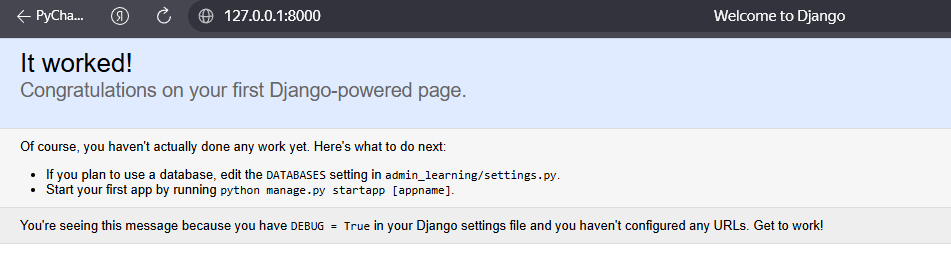 PyCha... 127.0.0.1:8000 Welcome to Django
It worked!
Congratulations on your first Django-powered page.
Of course, you haven't actually done any work yet. Here's what to do next:
If you plan to use a database, edit the DATABASES setting in admin_learning/settings.py.
Start your first app by running python manage.py startapp [appname].
You're seeing this message because you have DEBUG = True in your Django settings file and you haven't configured any URLs. Get to work!